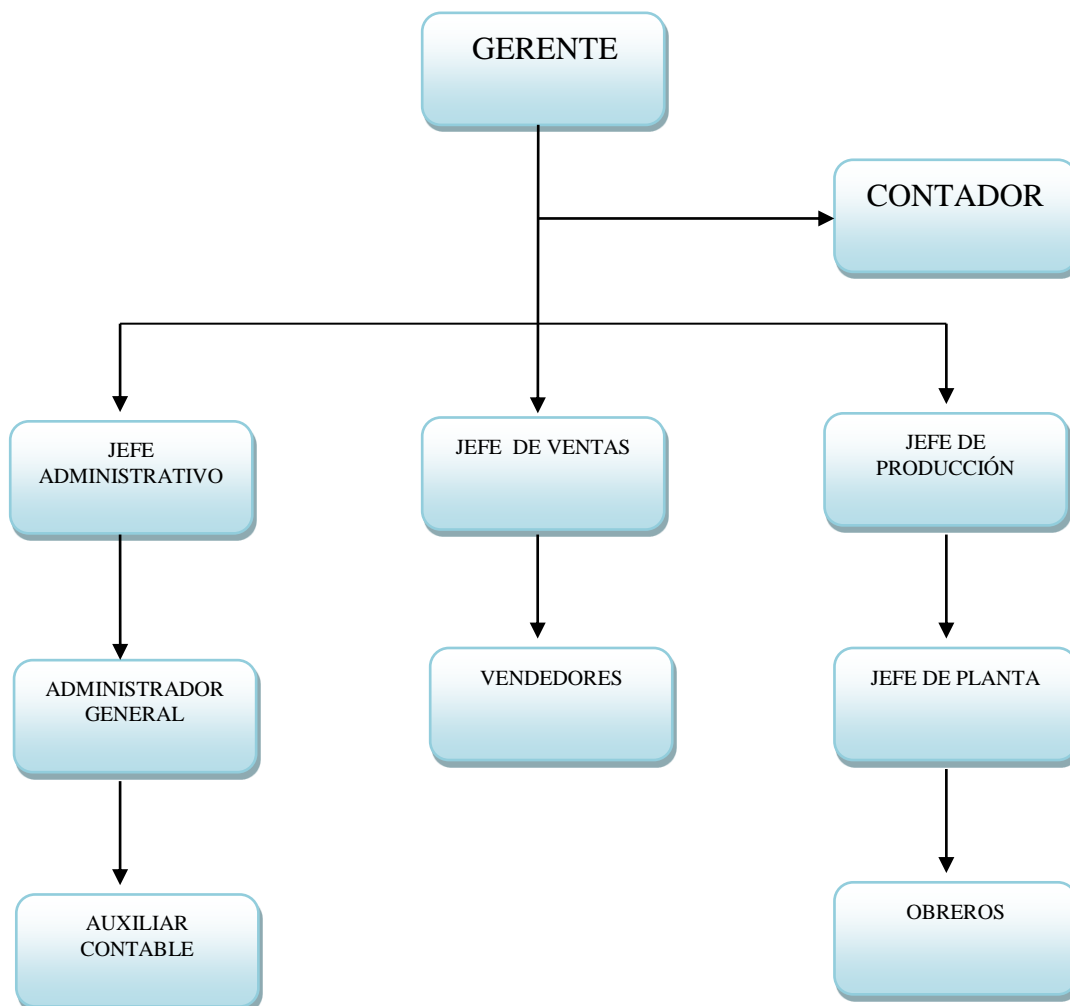 GERENTE
CONTADOR
JEFE
ADMINISTRATIVO
JEFE DE VENTAS
JEFE DE
PRODUCCIÓN
ADMINISTRADOR
GENERAL
VENDEDORES
JEFE DE PLANTA
AUXILIAR
CONTABLE
OBREROS